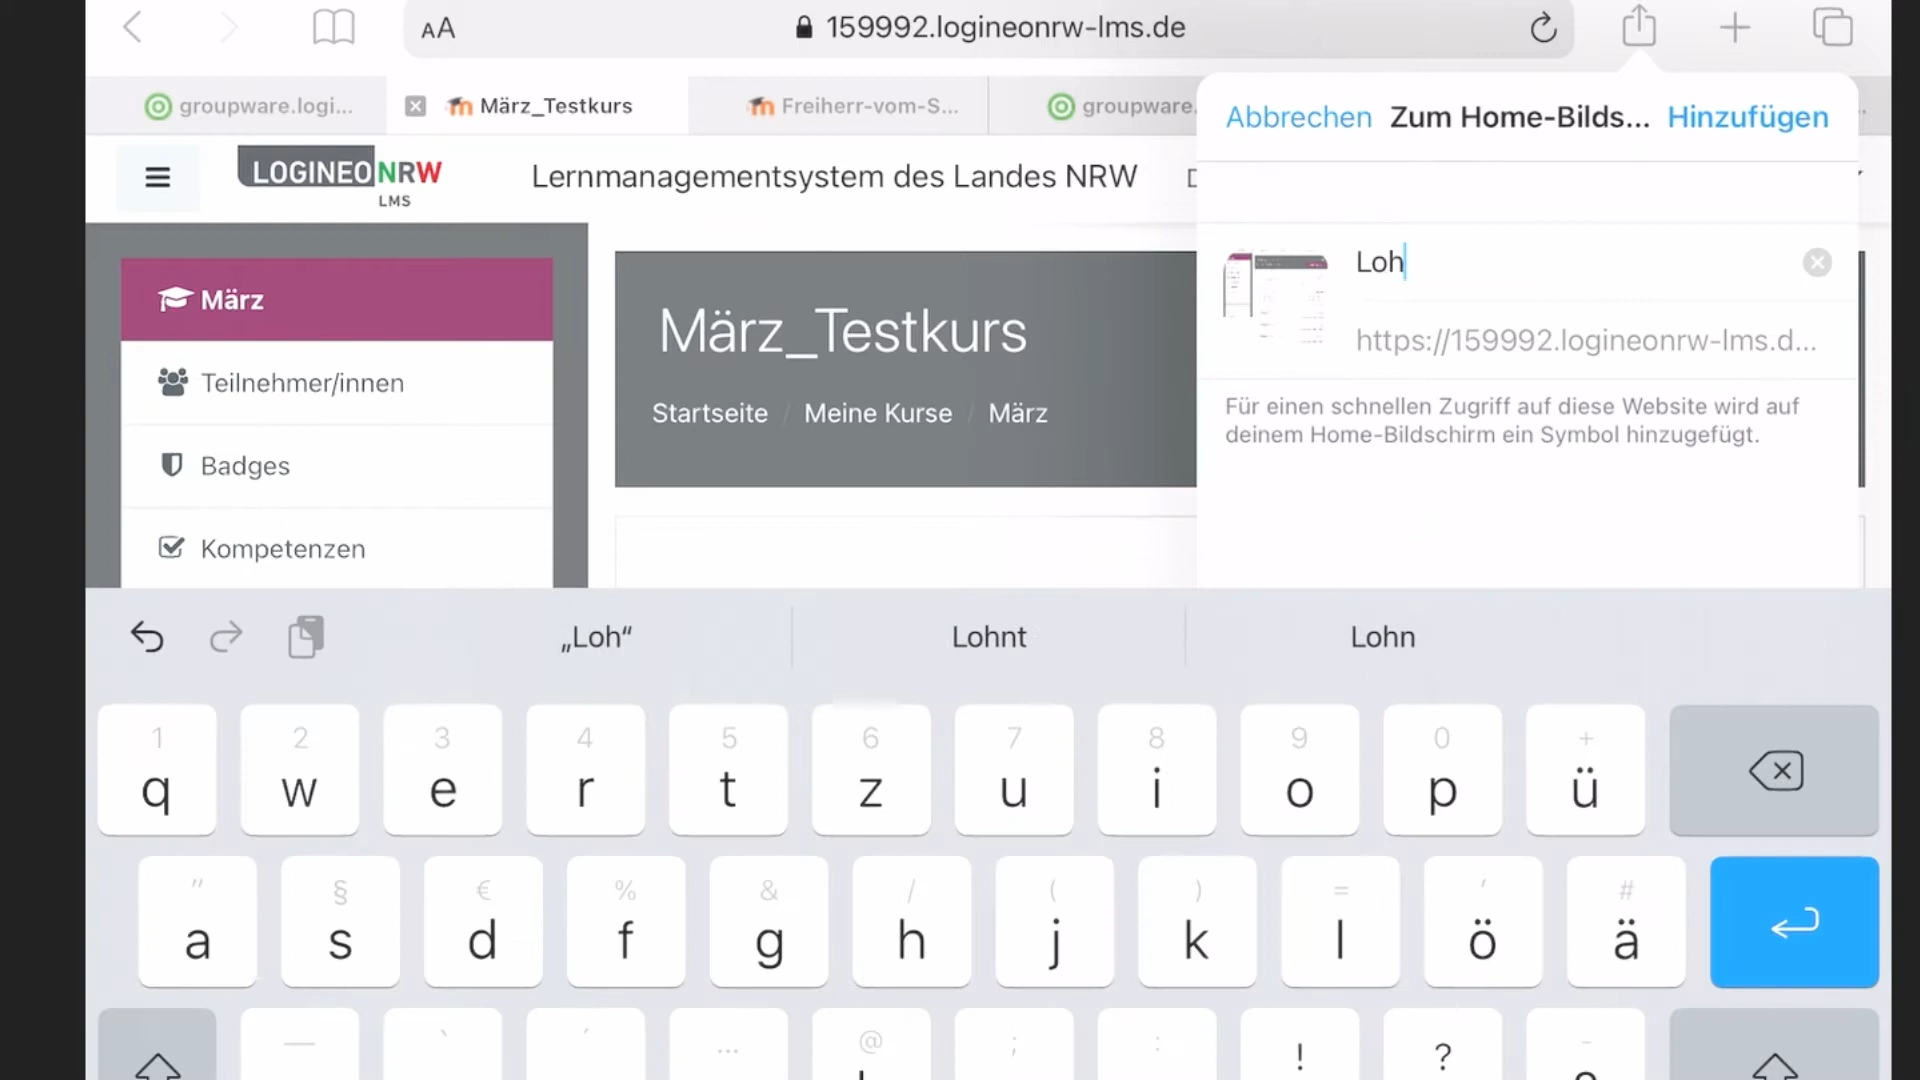 AA
159992.logineonrw-lms.de
groupware.logi...
März_Testkurs
Freiherr-vom-S...
groupware.
Abbrechen
Zum Home-Bilds...
Hinzufügen
LOGINEO NRW
LMS
Lernmanagementsystem des Landes NRW
Loh
https://159992.logineonrw-lms.d...
Für einen schnellen Zugriff auf diese Website wird auf
deinem Home-Bildschirm ein Symbol hinzugefügt.
März
Teilnehmer/innen
Badges
Kompetenzen
März_Testkurs
Startseite / Meine Kurse / März
„Loh“ Lohnt Lohn
1 2 3 4 5 6 7 8 9 0 +
q w e r t z u i o p ü
" § € % & / ( ) = ' #
a s d f g h j k l ö ä
— ` ´ ... @ ; : ! ? -